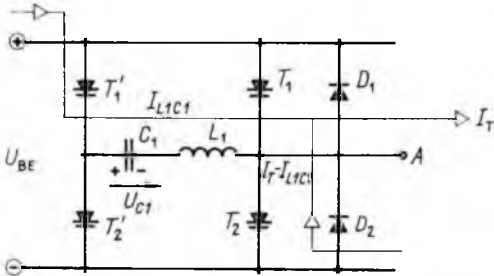 +
T₁′ T₁ D₁
I_L1C1
I_T
C₁ L₁
U_BE
A
+ −
U_C1
I_T-I_L1C1
T₂′ T₂ D₂
−